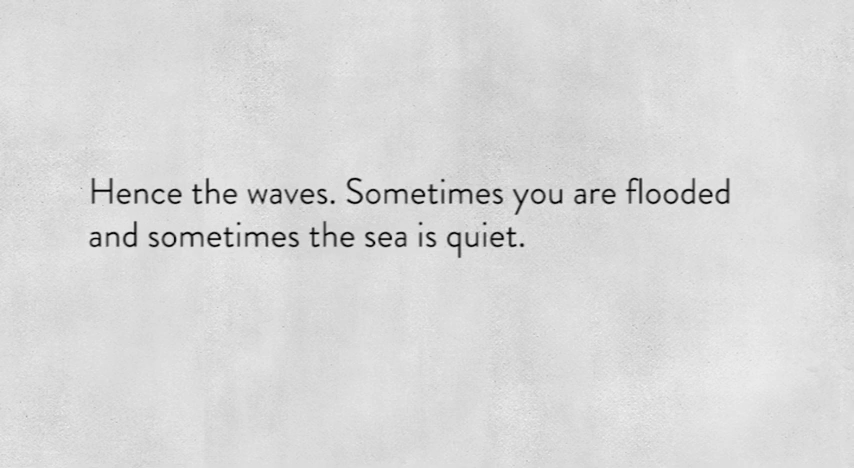 Hence the waves. Sometimes you are flooded
and sometimes the sea is quiet.